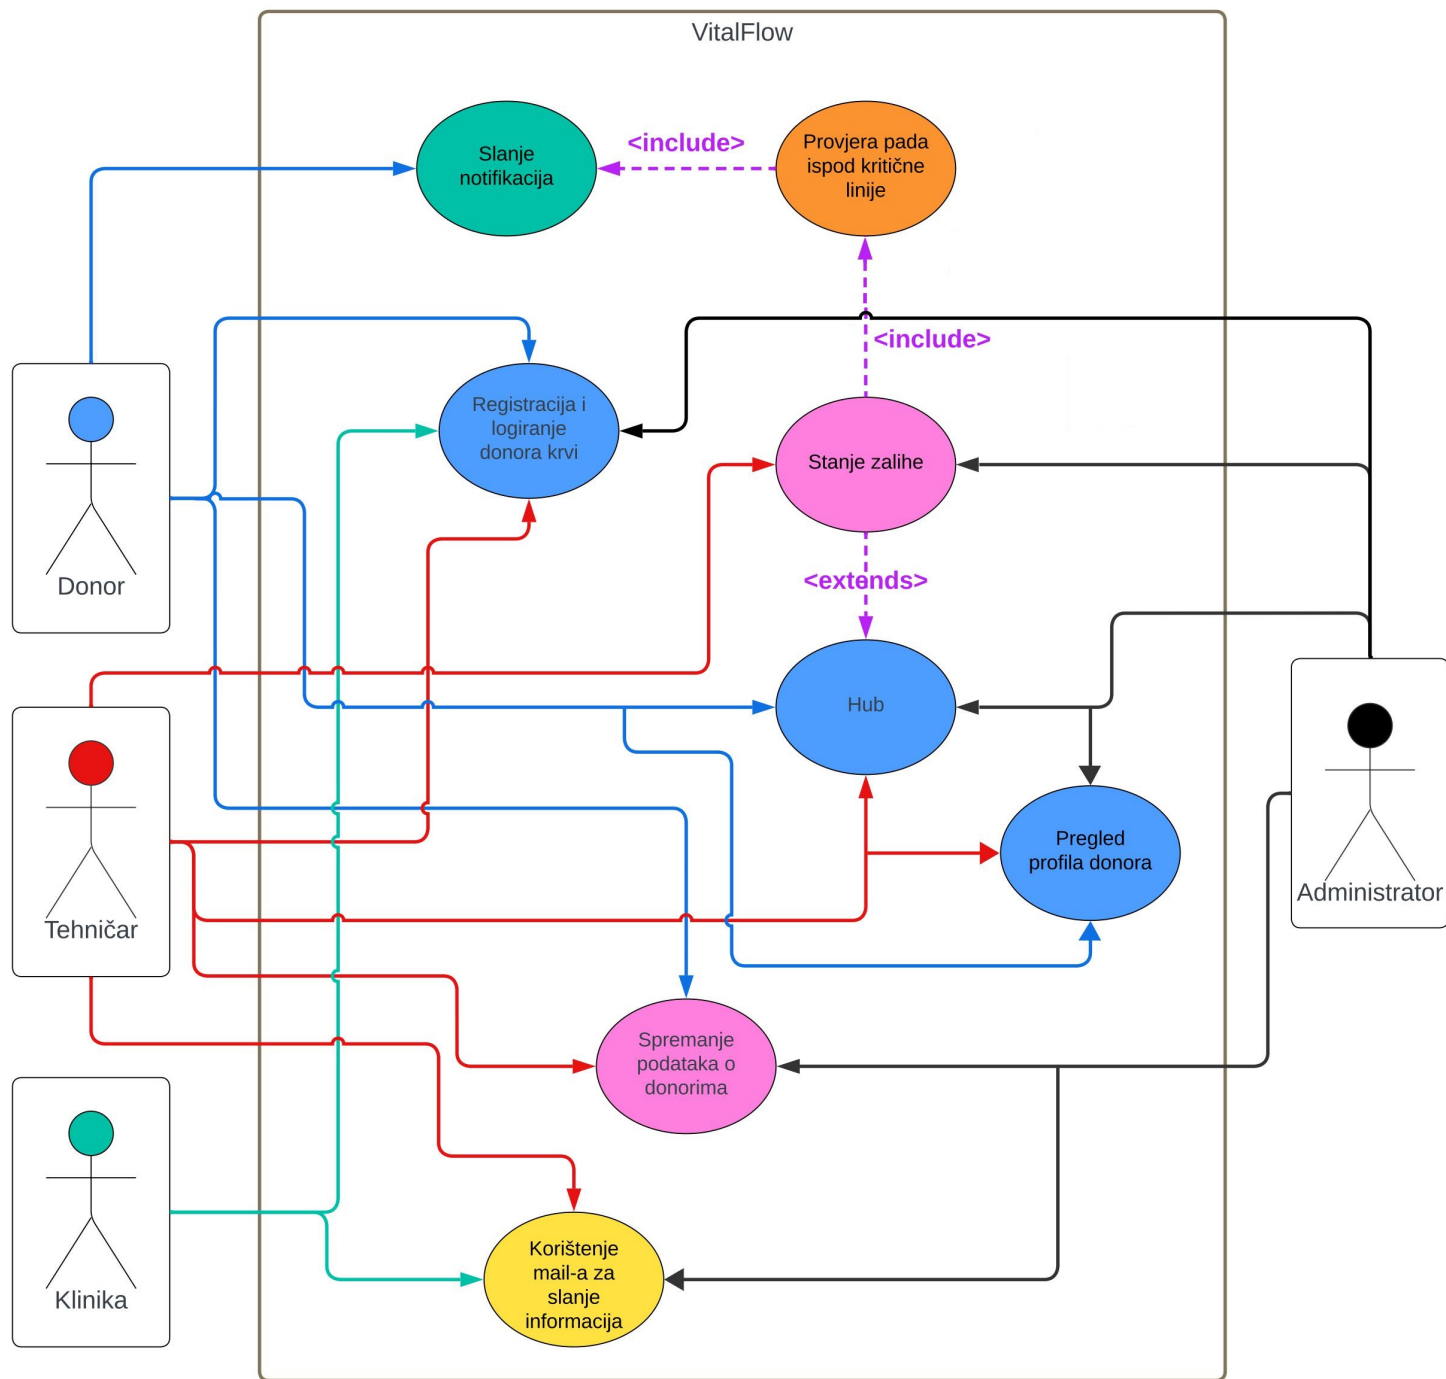 VitalFlow
Slanje
notifikacija
<include>
Provjera pada
ispod kritične
linije
<include>
Registracija i
logiranje
donora krvi
Stanje zalihe
Donor
<extends>
Hub
Tehničar
Pregled
profila donora
Administrator
Spremanje
podataka o
donorima
Klinika
Korištenje
mail-a za
slanje
informacija